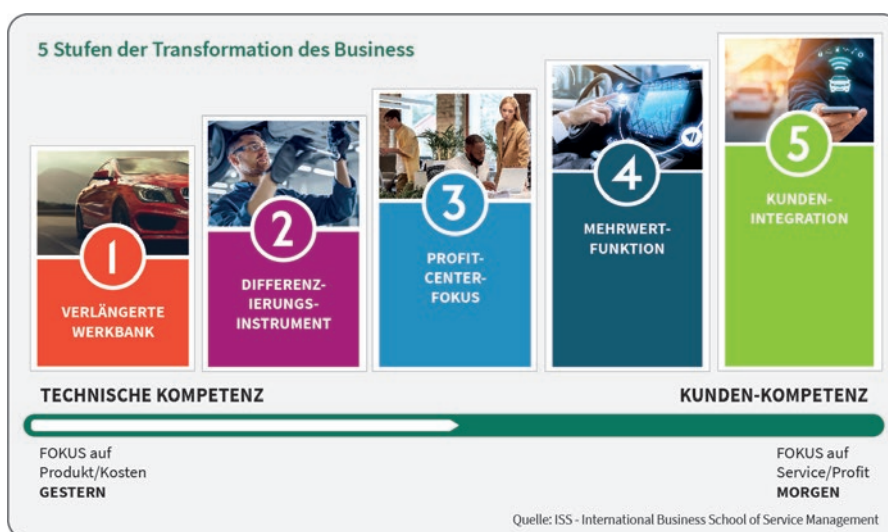 5 Stufen der Transformation des Business
1
VERLÄNGERTE
WERKBANK
2
DIFFERENZ-
IERUNGS-
INSTRUMENT
3
PROFIT-
CENTER-
FOKUS
4
MEHRWERT-
FUNKTION
5
KUNDEN-
INTEGRATION
TECHNISCHE KOMPETENZ
KUNDEN-KOMPETENZ
FOKUS auf
Produkt/Kosten
GESTERN
FOKUS auf
Service/Profit
MORGEN
Quelle: ISS - International Business School of Service Management